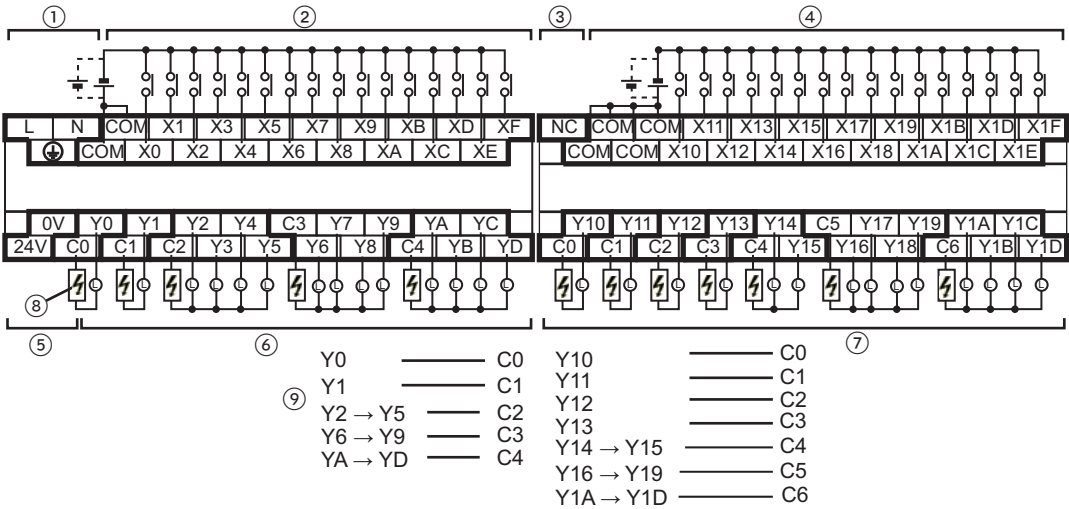 ① ② ③ ④
L N COM X1 X3 X5 X7 X9 XB XD XF
COM X0 X2 X4 X6 X8 XA XC XE
NC COM COM X11 X13 X15 X17 X19 X1B X1D X1F
COM COM X10 X12 X14 X16 X18 X1A X1C X1E
0V Y0 Y1 Y2 Y4 C3 Y7 Y9 YA YC
24V C0 C1 C2 Y3 Y5 Y6 Y8 C4 YB YD
Y10 Y11 Y12 Y13 Y14 C5 Y17 Y19 Y1A Y1C
C0 C1 C2 C3 C4 Y15 Y16 Y18 C6 Y1B Y1D
L L L L L L L L L L L L L L
L L L L L L L L L L L L L L
⑧
⑤ ⑥ ⑦
⑨
Y0 C0
Y1 C1
Y2 → Y5 C2
Y6 → Y9 C3
YA → YD C4
Y10 C0
Y11 C1
Y12 C2
Y13 C3
Y14 → Y15 C4
Y16 → Y19 C5
Y1A → Y1D C6